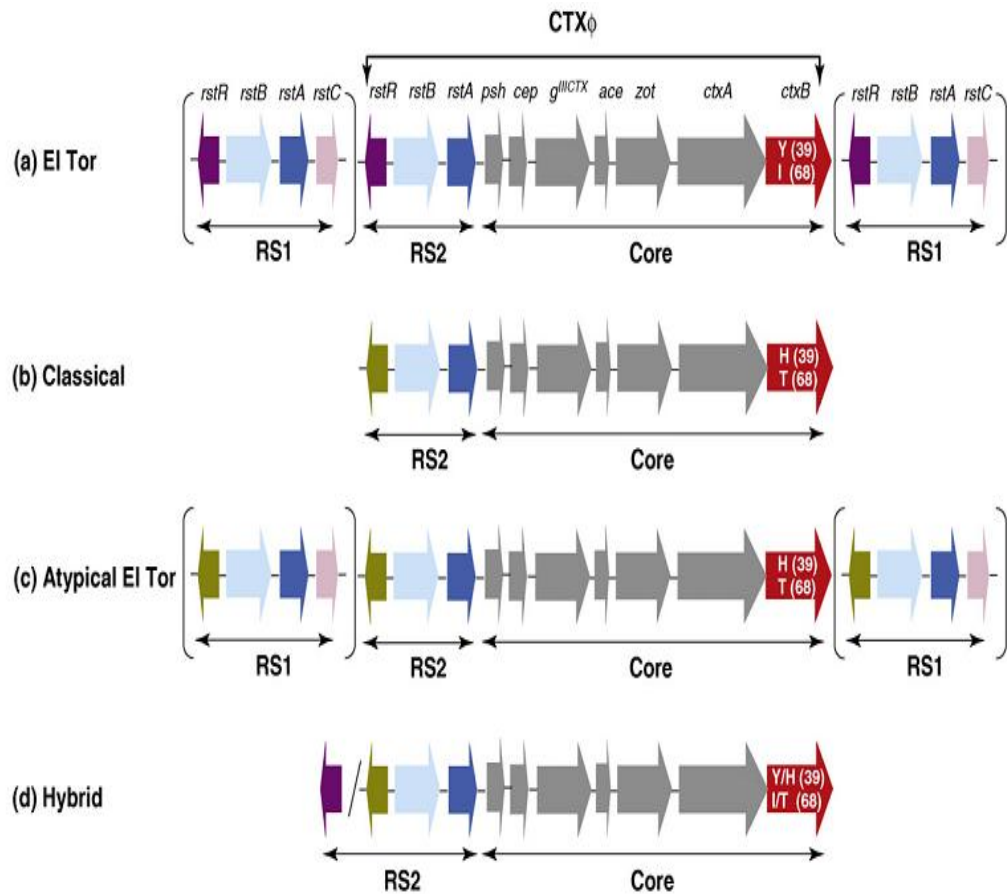 CTXϕ
rstR rstB rstA rstC rstR rstB rstA psh cep gIIICTX ace zot ctxA ctxB rstR rstB rstA rstC
(a) El Tor
Y (39)
I (68)
RS1 RS2 Core RS1
(b) Classical
H (39)
T (68)
RS2 Core
(c) Atypical El Tor
H (39)
T (68)
RS1 RS2 Core RS1
(d) Hybrid
Y/H (39)
I/T (68)
RS2 Core